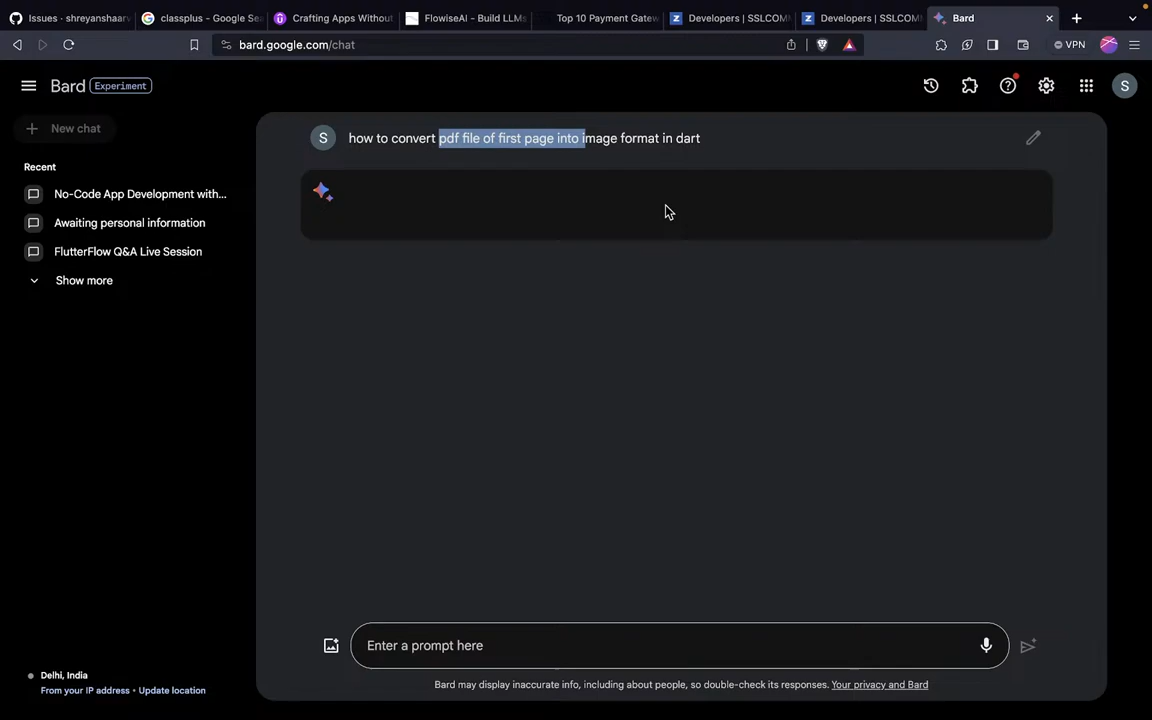 Issues · shreyanshaarv
classplus - Google Sea
Crafting Apps Without
FlowiseAI - Build LLMs
Top 10 Payment Gatew
Developers | SSLCOM
Developers | SSLCOM
Bard
bard.google.com/chat
VPN
Bard Experiment
S
New chat
Recent
No-Code App Development with...
Awaiting personal information
FlutterFlow Q&A Live Session
Show more
S how to convert pdf file of first page into image format in dart
Enter a prompt here
Bard may display inaccurate info, including about people, so double-check its responses. Your privacy and Bard
Delhi, India
From your IP address • Update location